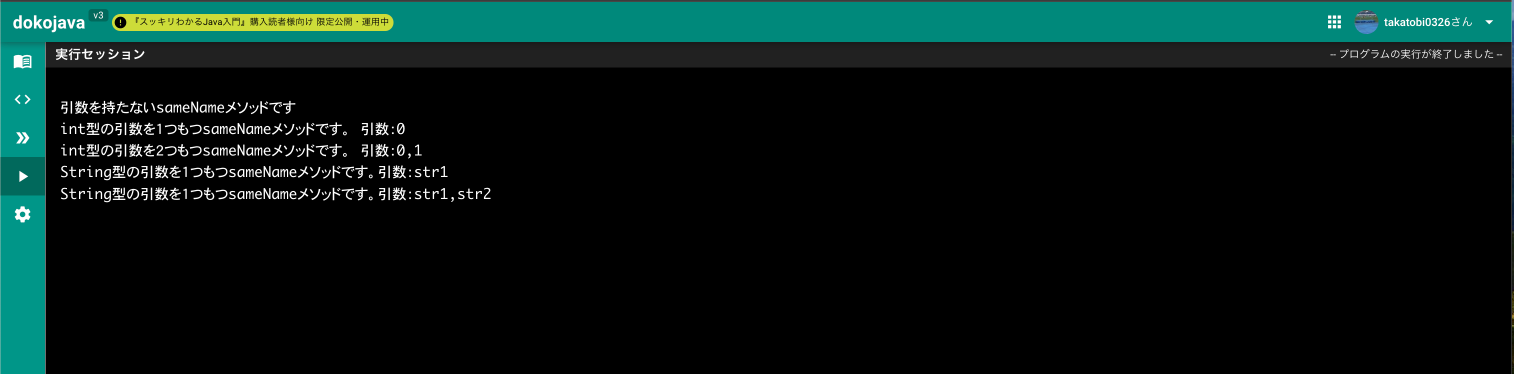 dokojava v3 『スッキリわかるJava入門』購入読者様向け 限定公開・運用中 takatobi0326さん
実行セッション -- プログラムの実行が終了しました --
引数を持たないsameNameメソッドです
int型の引数を1つもつsameNameメソッドです。 引数:0
int型の引数を2つもつsameNameメソッドです。 引数:0,1
String型の引数を1つもつsameNameメソッドです。引数:str1
String型の引数を1つもつsameNameメソッドです。引数:str1,str2